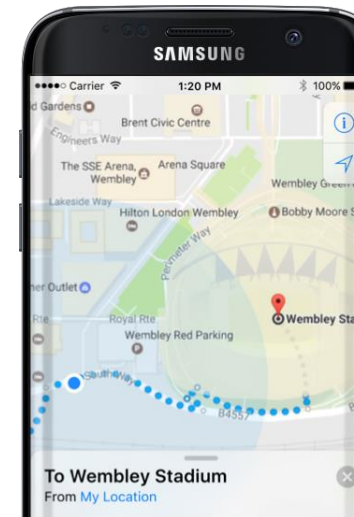 SAMSUNG
Carrier 1:20 PM 100%
d Gardens
Brent Civic Centre
Engineers Way
The SSE Arena,
Wembley
Arena Square
Wembley Green
Lakeside Way
Hilton London Wembley
Bobby Moore S
Perimeter Way
ner Outlet
Rte
Royal Rte
Wembley Sta
Wembley Red Parking
P
South Way
B4557
To Wembley Stadium
From My Location